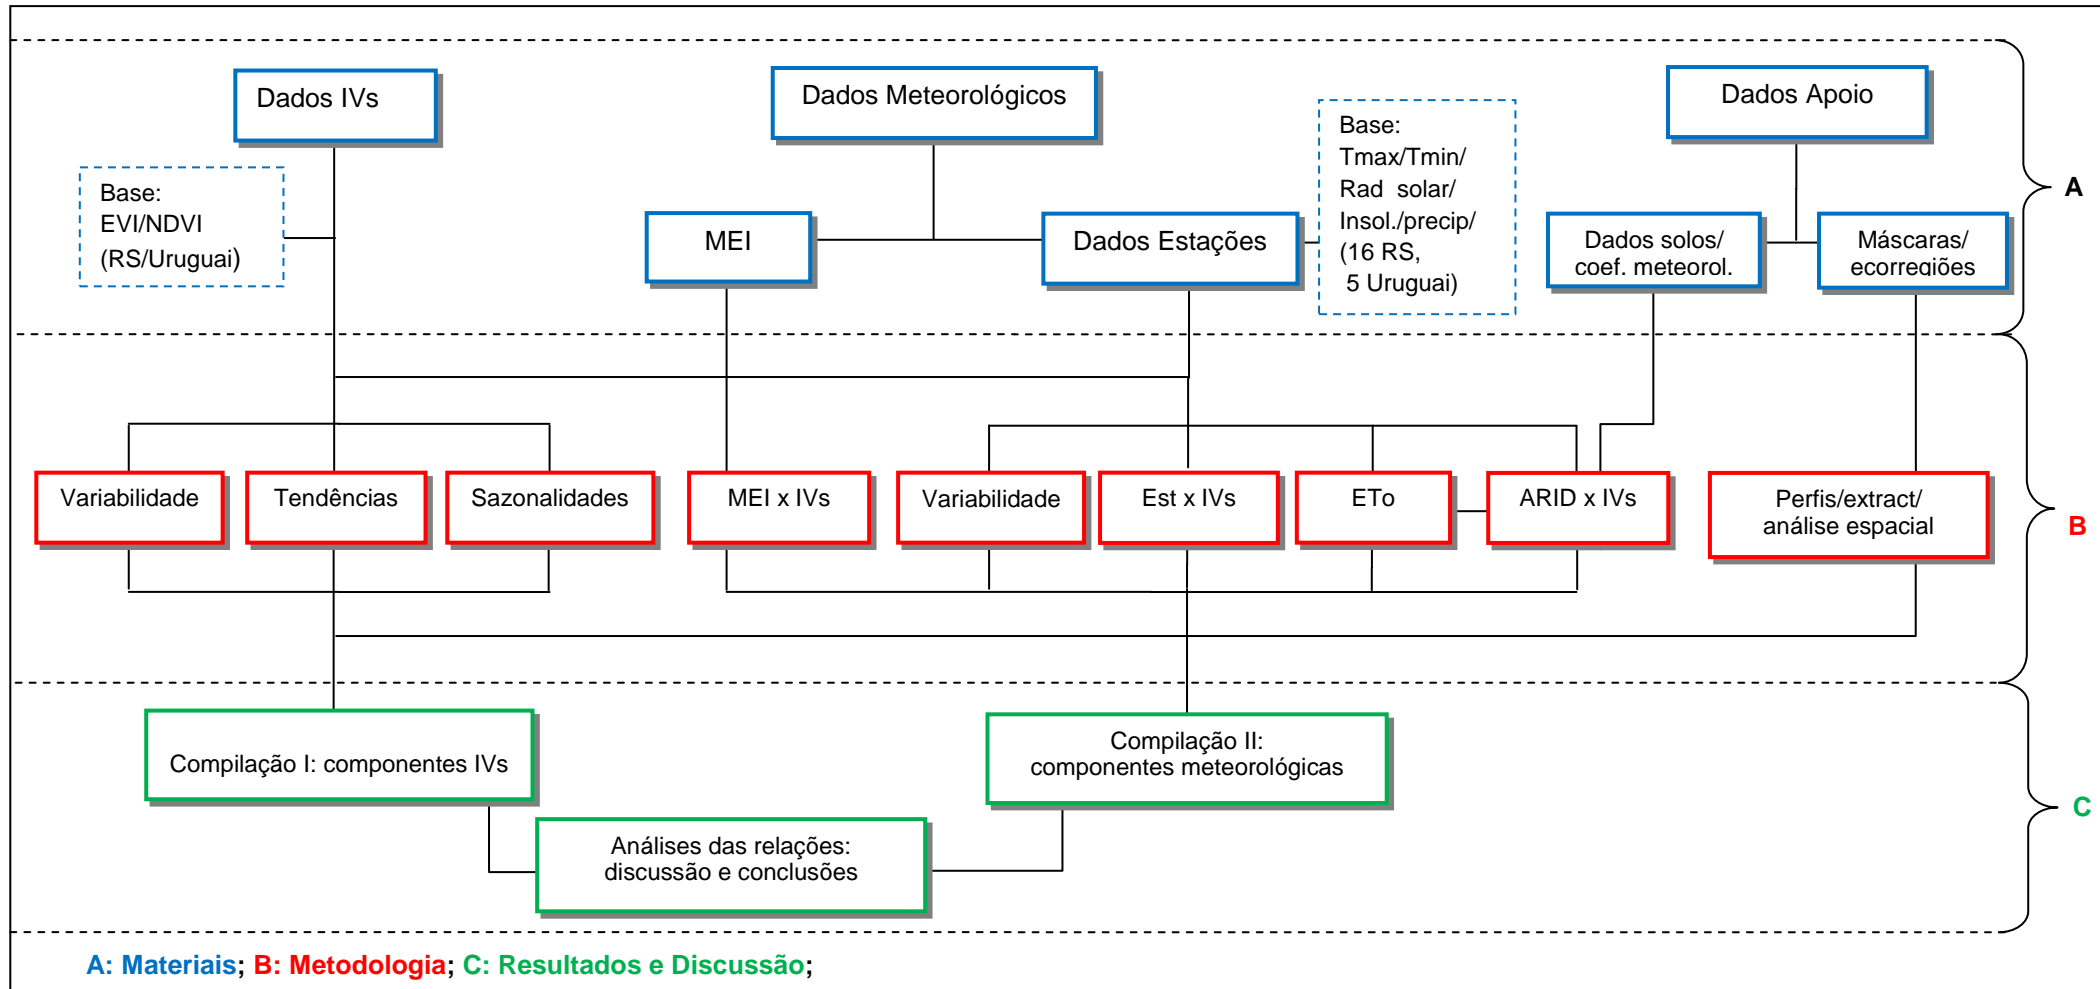 Dados IVs
Dados Meteorológicos
Dados Apoio
Base:
EVI/NDVI
(RS/Uruguai)
MEI
Dados Estações
Base:
Tmax/Tmin/
Rad solar/
Insol./precip/
(16 RS,
5 Uruguai)
Dados solos/
coef. meteorol.
Máscaras/
ecorregiões
A
Variabilidade
Tendências
Sazonalidades
MEI x IVs
Variabilidade
Est x IVs
ETo
ARID x IVs
Perfis/extract/
análise espacial
B
Compilação I: componentes IVs
Compilação II:
componentes meteorológicas
Análises das relações:
discussão e conclusões
C
A: Materiais; B: Metodologia; C: Resultados e Discussão;